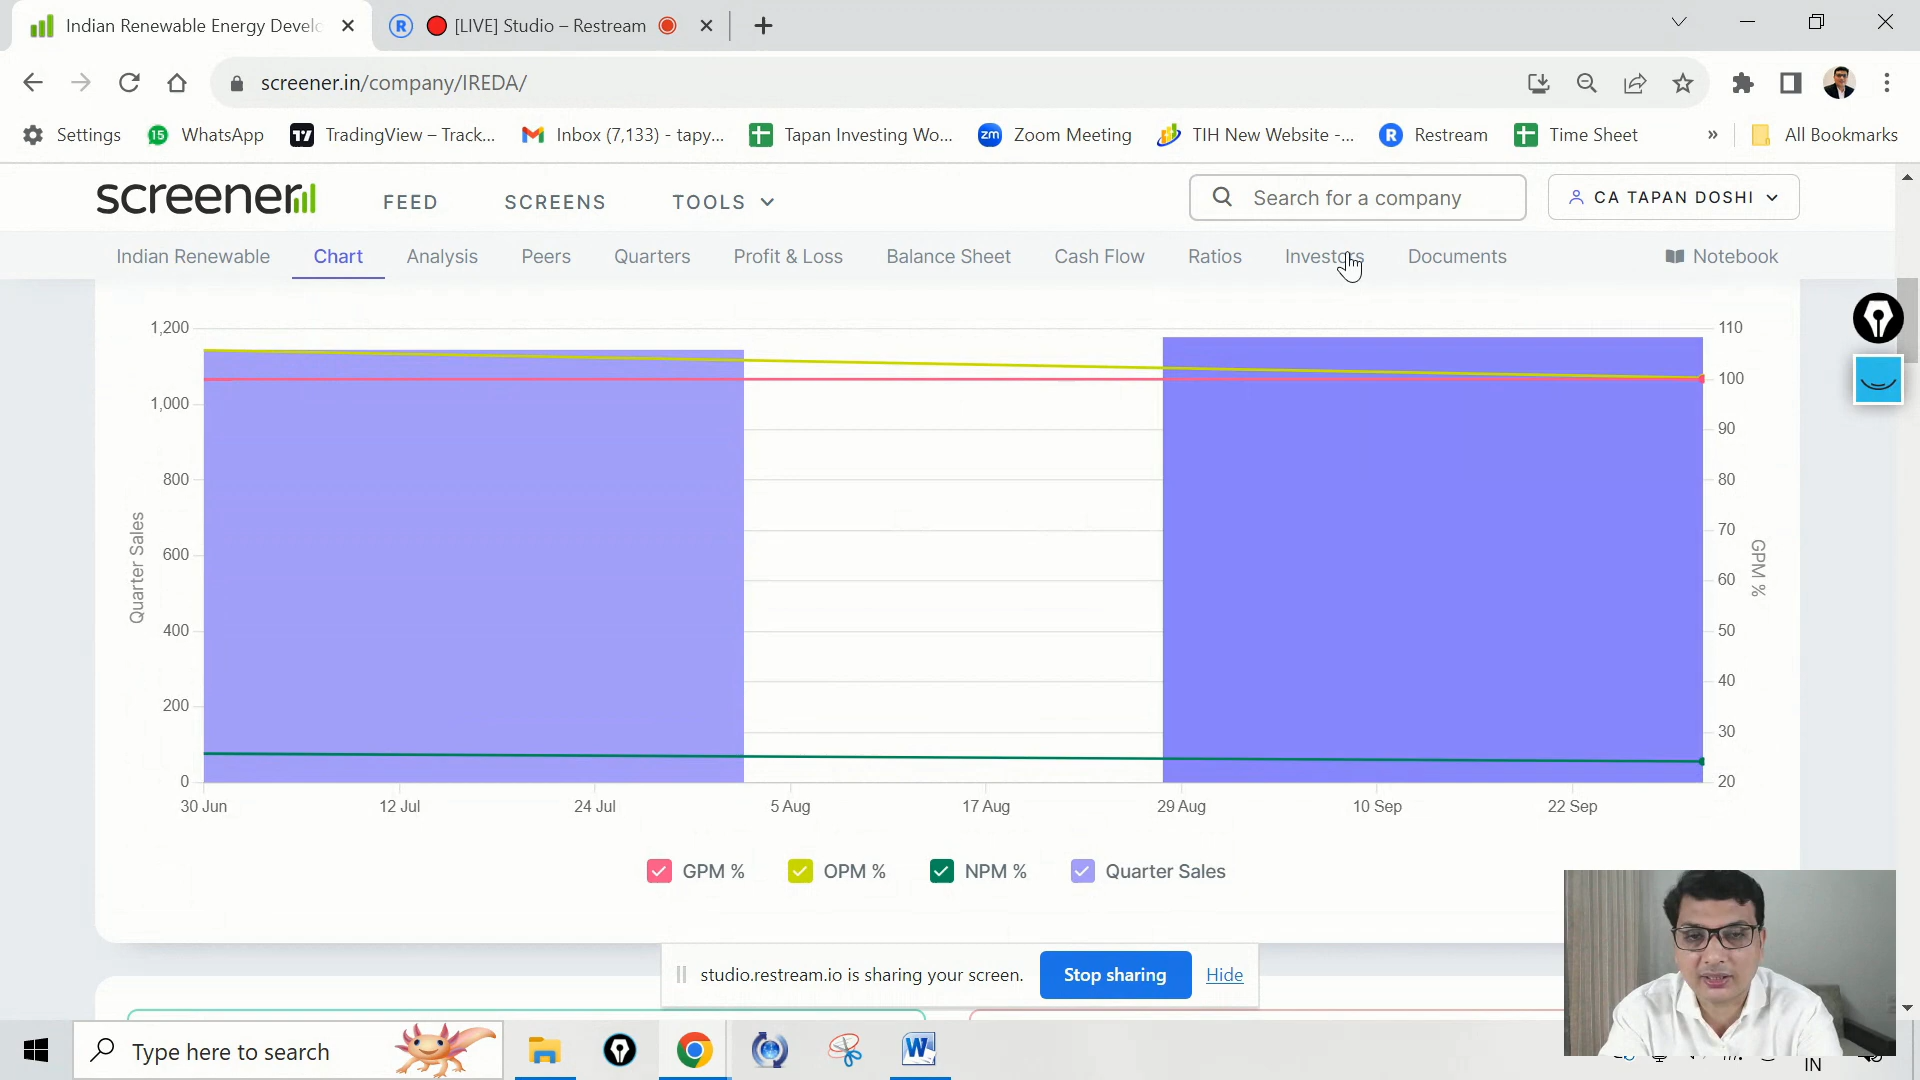 Indian Renewable Energy Develo
[LIVE] Studio – Restream
screener.in/company/IREDA/
Settings
15
WhatsApp
TradingView – Track...
Inbox (7,133) - tapy...
Tapan Investing Wo...
zm
Zoom Meeting
TIH New Website -...
R
Restream
Time Sheet
»
All Bookmarks
screener
FEED
SCREENS
TOOLS
Search for a company
CA TAPAN DOSHI
Indian Renewable
Chart
Analysis
Peers
Quarters
Profit & Loss
Balance Sheet
Cash Flow
Ratios
Investors
Documents
Notebook
1,200
1,000
800
600
400
200
0
Quarter Sales
110
100
90
80
70
60
50
40
30
20
GPM %
30 Jun
12 Jul
24 Jul
5 Aug
17 Aug
29 Aug
10 Sep
22 Sep
GPM %
OPM %
NPM %
Quarter Sales
studio.restream.io is sharing your screen.
Stop sharing
Hide
Type here to search
IN